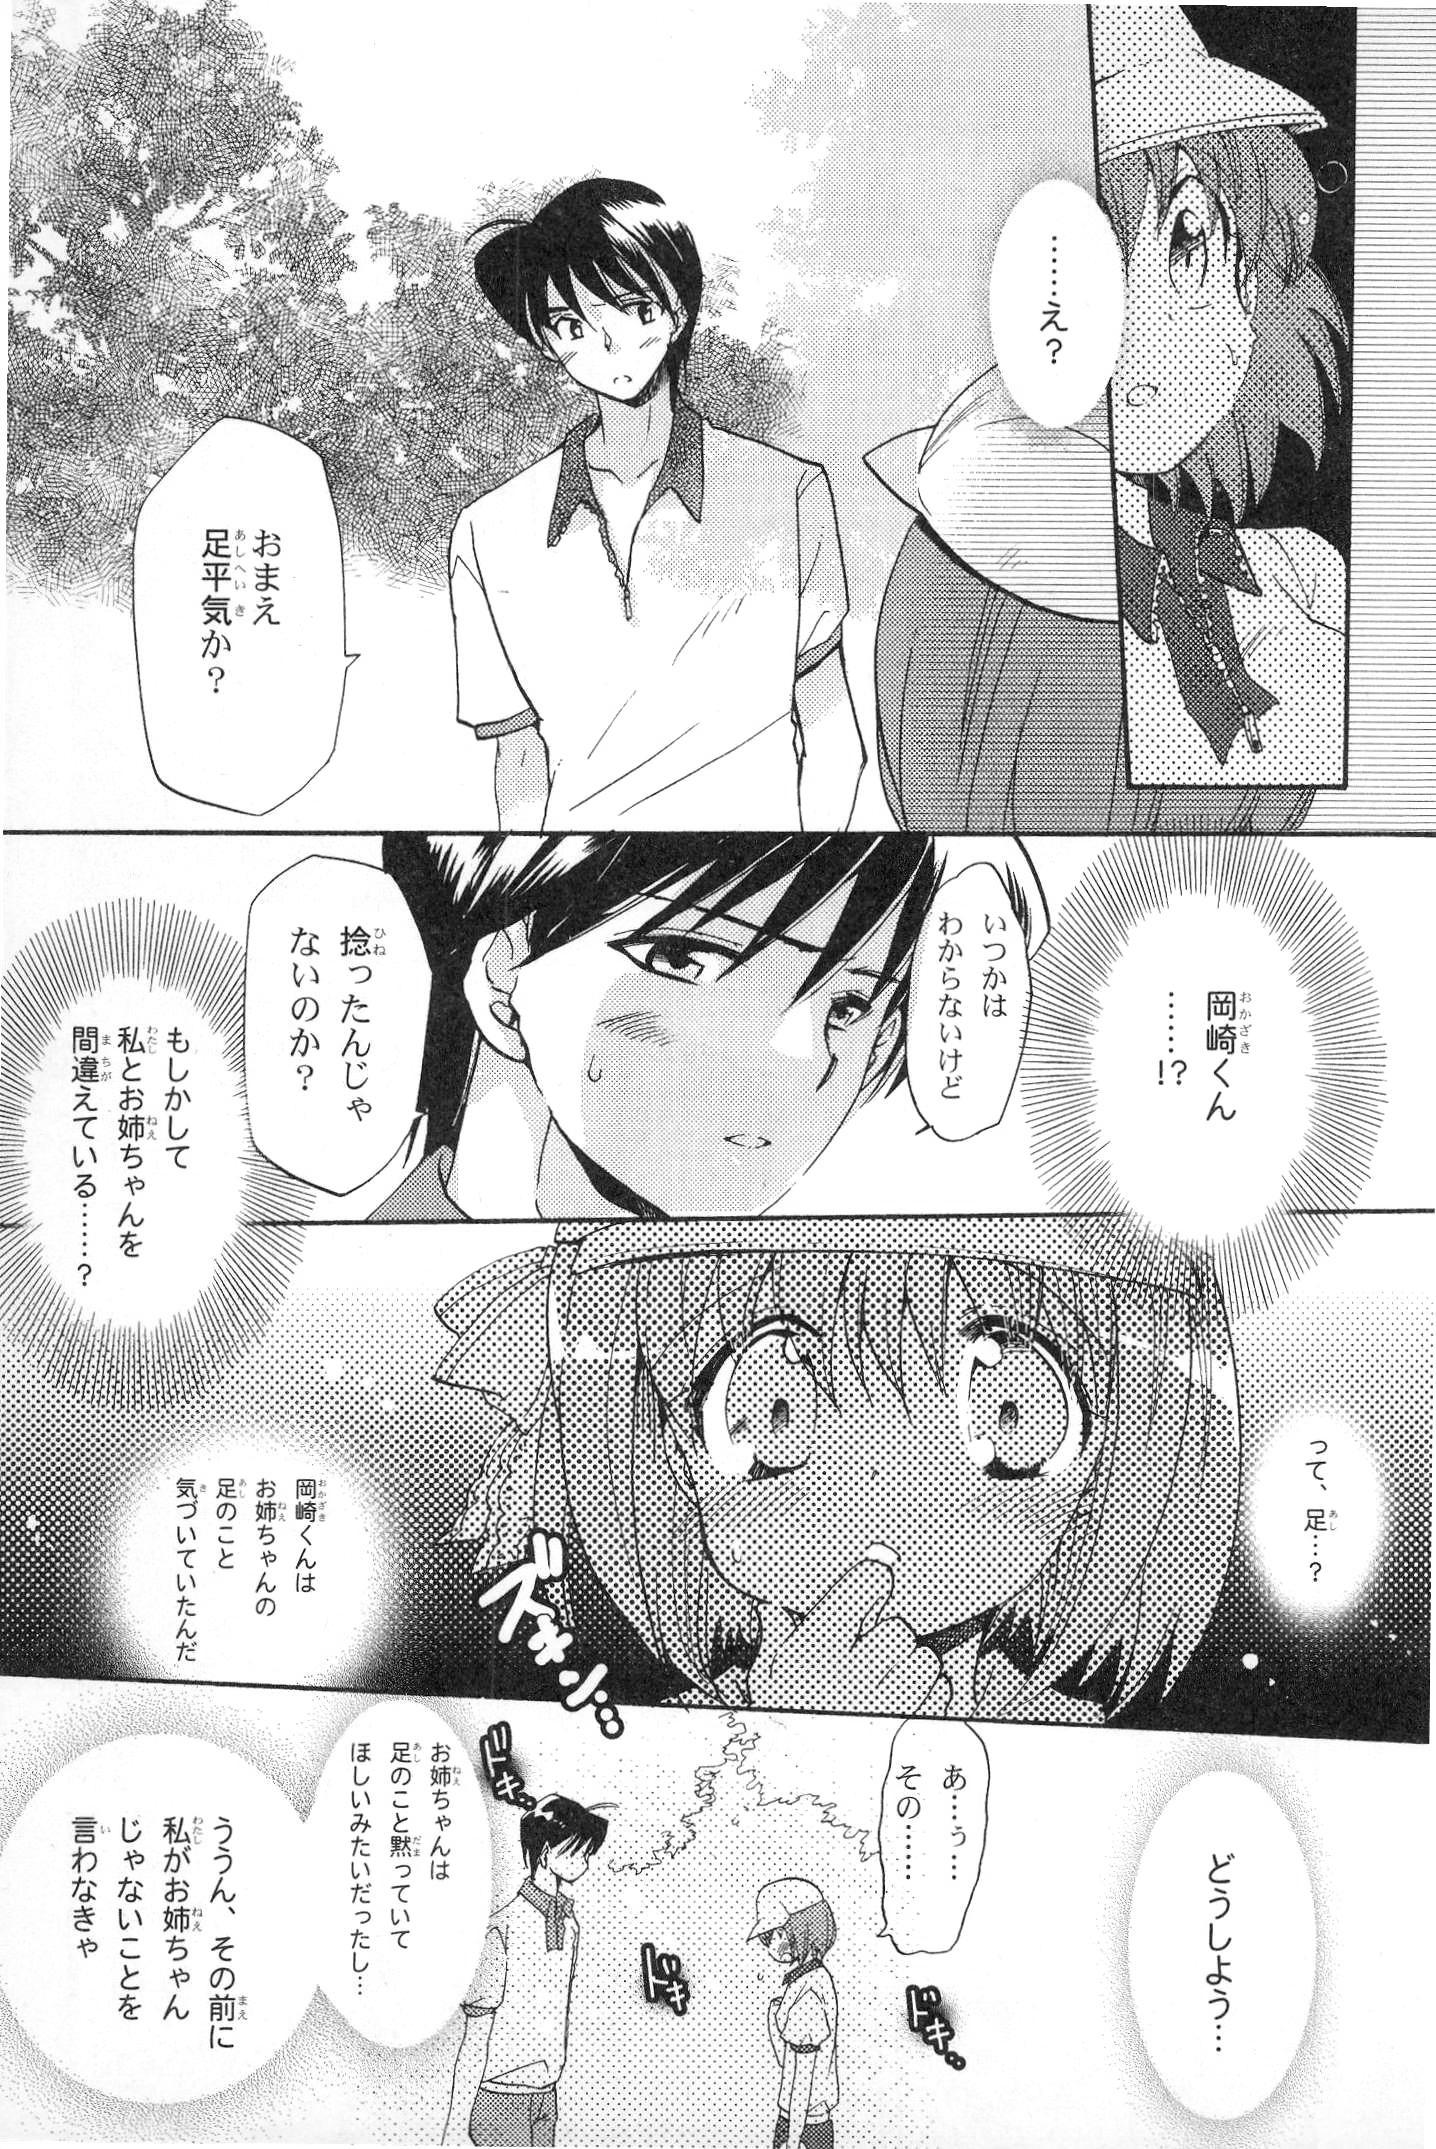 ……え？
おまえ
足平気か？
岡崎くん
……!?
いつかは
わからないけど
捻ったんじゃ
ないのか？
もしかして
私とお姉ちゃんを
間違えている……？
って、足…？
ズキン…
岡崎くんは
お姉ちゃんの
足のこと
気づいていたんだ
どうしよう…
あ…ぅ…
その……
ドキ…
ドキ
ドキ…
お姉ちゃんは
足のこと黙っていて
ほしいみたいだったし…
ううん、その前に
私がお姉ちゃん
じゃないことを
言わなきゃ